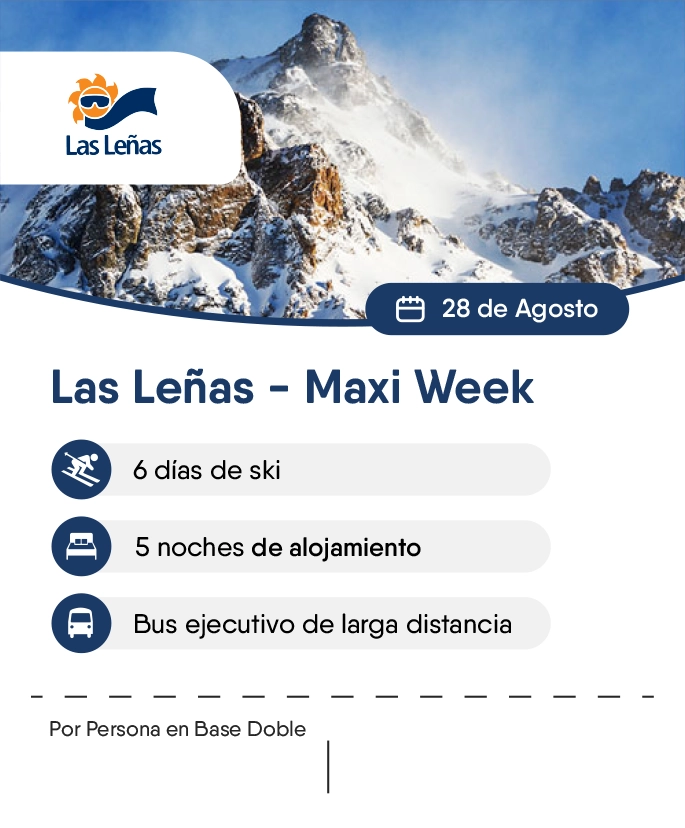 Las Leñas
28 de Agosto
Las Leñas - Maxi Week
6 días de ski
5 noches de alojamiento
Bus ejecutivo de larga distancia
Por Persona en Base Doble